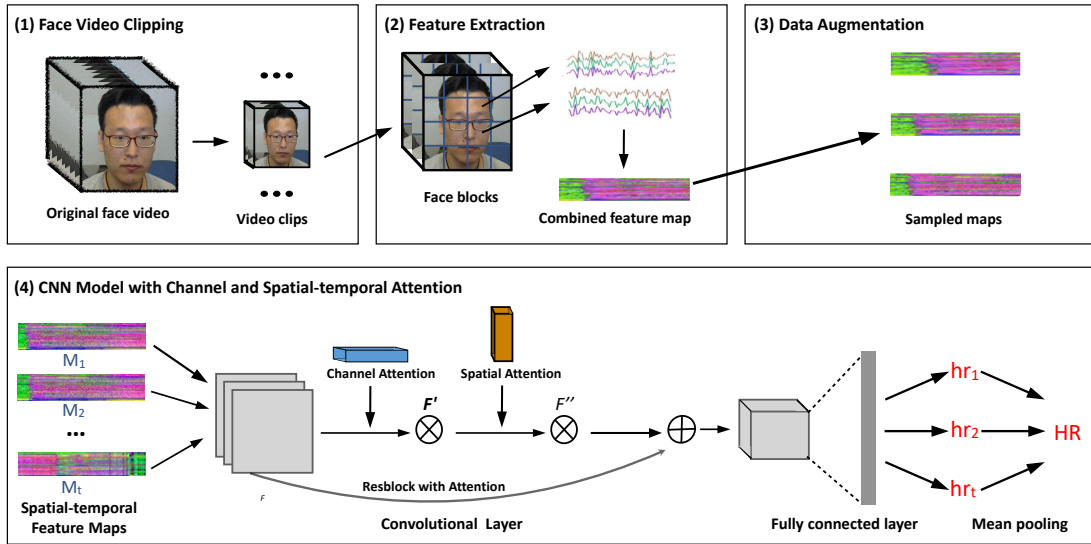 (1) Face Video Clipping
Original face video
Video clips
(2) Feature Extraction
Face blocks
Combined feature map
(3) Data Augmentation
Sampled maps
(4) CNN Model with Channel and Spatial-temporal Attention
M1
M2
...
Mt
Spatial-temporal
Feature Maps
Channel Attention
Spatial Attention
F'
F''
F
Resblock with Attention
Convolutional Layer
Fully connected layer
hr1
hr2
hrt
HR
Mean pooling